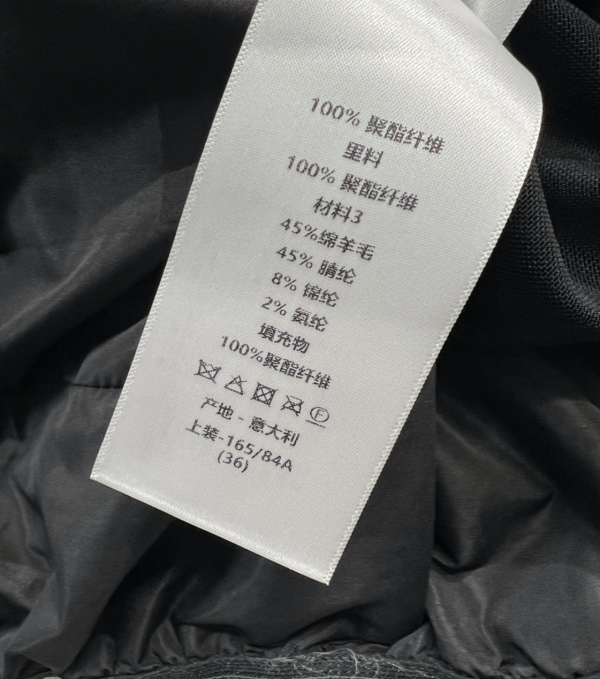 100% 聚酯纤维
里料
100% 聚酯纤维
材料3
45%绵羊毛
45% 腈纶
8% 锦纶
2% 氨纶
填充物
100%聚酯纤维
F
产地 - 意大利
上装-165/84A
(36)